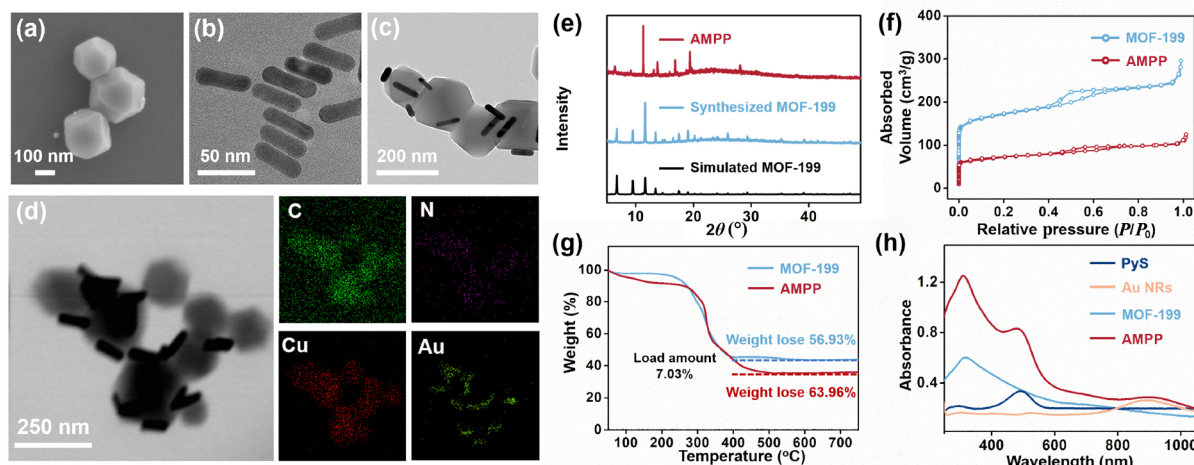 (a)
100 nm
(b)
50 nm
(c)
200 nm
(d)
250 nm
C
N
Cu
Au
(e)
AMPP
Synthesized MOF-199
Simulated MOF-199
Intensity
10 20 30 40
2θ (°)
(f)
MOF-199
AMPP
Absorbed
Volume (cm³/g)
400
300
200
100
0
0.0 0.2 0.4 0.6 0.8 1.0
Relative pressure (P/P₀)
(g)
MOF-199
AMPP
Weight lose 56.93%
Load amount
7.03%
Weight lose 63.96%
Weight (%)
100
80
60
40
20
0
100 200 300 400 500 600 700
Temperature (°C)
(h)
PyS
Au NRs
MOF-199
AMPP
Absorbance
1.2
0.8
0.4
400 600 800 1000
Wavelength (nm)